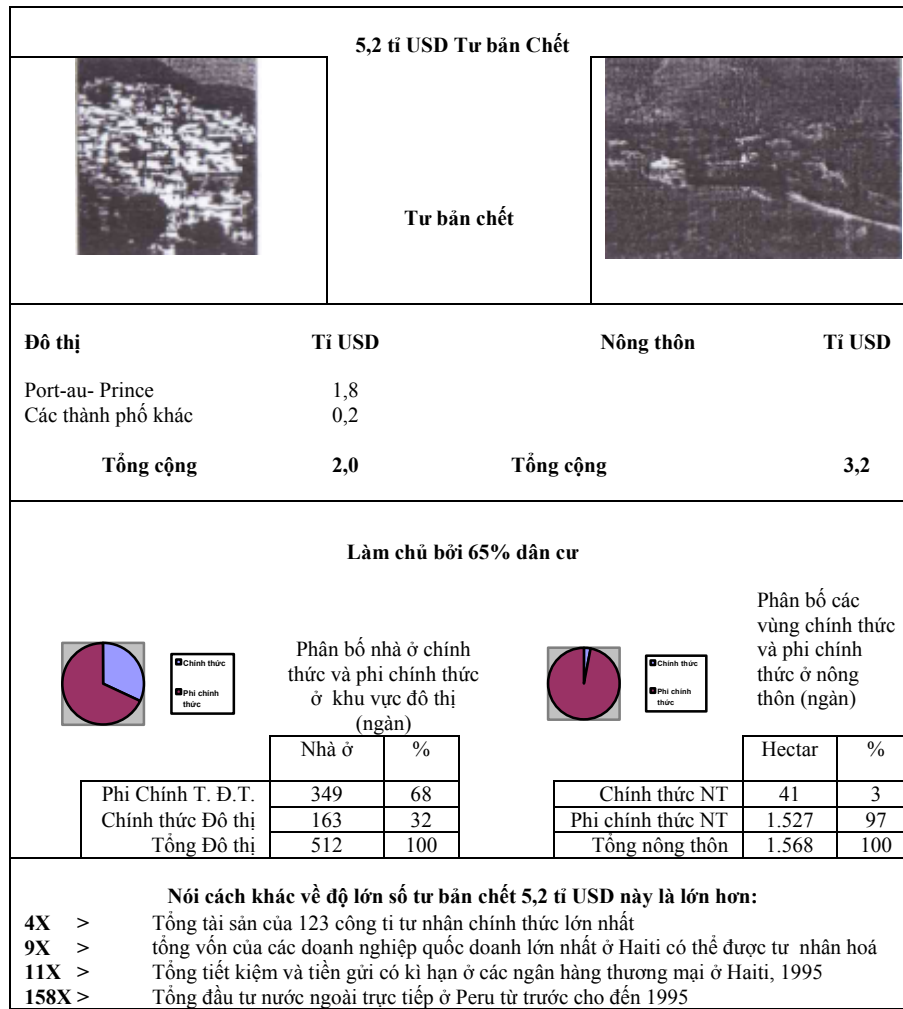 5,2 tỉ USD Tư bản Chết
Tư bản chết
Đô thị Tỉ USD Nông thôn Tỉ USD
Port-au- Prince 1,8
Các thành phố khác 0,2
Tổng cộng 2,0 Tổng cộng 3,2
Làm chủ bởi 65% dân cư
Chính thức
Phi chính
thức
Phân bố nhà ở chính
thức và phi chính thức
ở khu vực đô thị
(ngàn)
Chính thức
Phi chính
thức
Phân bố các
vùng chính thức
và phi chính
thức ở nông
thôn (ngàn)
Nhà ở %
Phi Chính T. Đ.T. 349 68
Chính thức Đô thị 163 32
Tổng Đô thị 512 100
Hectar %
Chính thức NT 41 3
Phi chính thức NT 1.527 97
Tổng nông thôn 1.568 100
Nói cách khác về độ lớn số tư bản chết 5,2 tỉ USD này là lớn hơn:
4X > Tổng tài sản của 123 công ti tư nhân chính thức lớn nhất
9X > tổng vốn của các doanh nghiệp quốc doanh lớn nhất ở Haiti có thể được tư nhân hoá
11X > Tổng tiết kiệm và tiền gửi có kì hạn ở các ngân hàng thương mại ở Haiti, 1995
158X > Tổng đầu tư nước ngoài trực tiếp ở Peru từ trước cho đến 1995